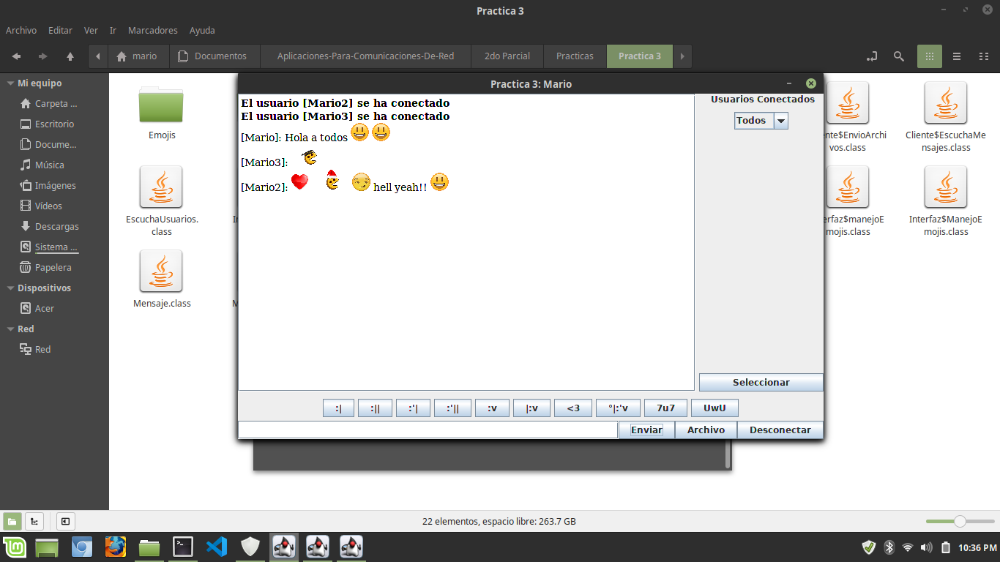 Practica 3
Archivo Editar Ver Ir Marcadores Ayuda
mario Documentos Aplicaciones-Para-Comunicaciones-De-Red 2do Parcial Practicas Practica 3
Mi equipo
Carpeta ...
Escritorio
Docume...
Música
Imágenes
Vídeos
Descargas
Sistema ...
Papelera
Dispositivos
Acer
Red
Red
Emojis
EscuchaUsuarios.
class
Mensaje.class
Practica 3: Mario
El usuario [Mario2] se ha conectado
El usuario [Mario3] se ha conectado
[Mario]: Hola a todos
[Mario3]:
[Mario2]: hell yeah!!
Usuarios Conectados
Todos
Seleccionar
:| :|| :'| :'|| :v |:v <3 °|:'v 7u7 UwU
Enviar Archivo Desconectar
nte$EnvioArchi
vos.class
Cliente$EscuchaMe
nsajes.class
erfaz$manejoE
mojis.class
Interfaz$ManejoE
mojis.class
22 elementos, espacio libre: 263.7 GB
10:36 PM